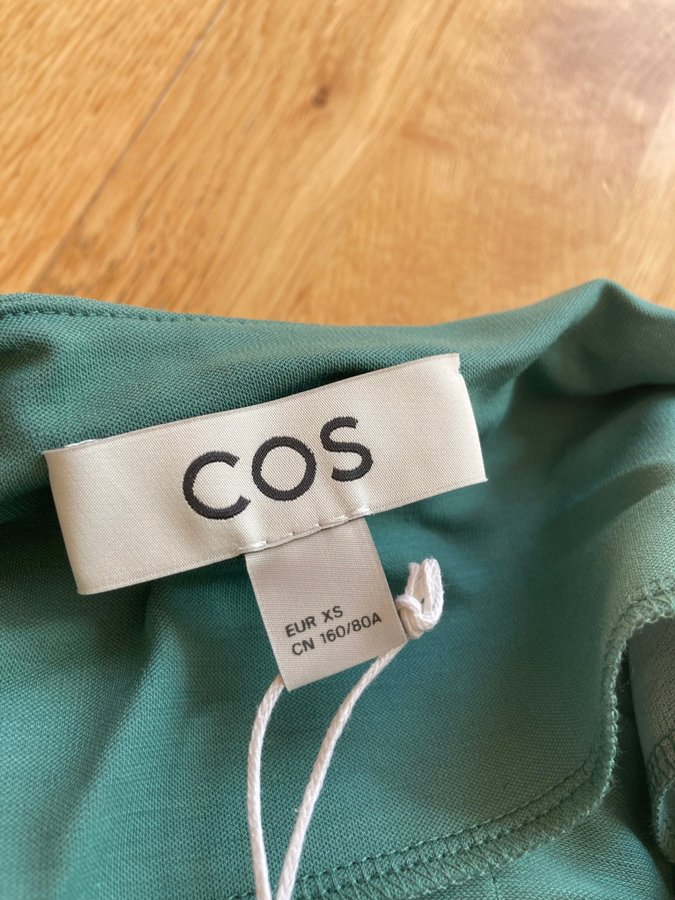 COS
EUR XS
CN 160/80A